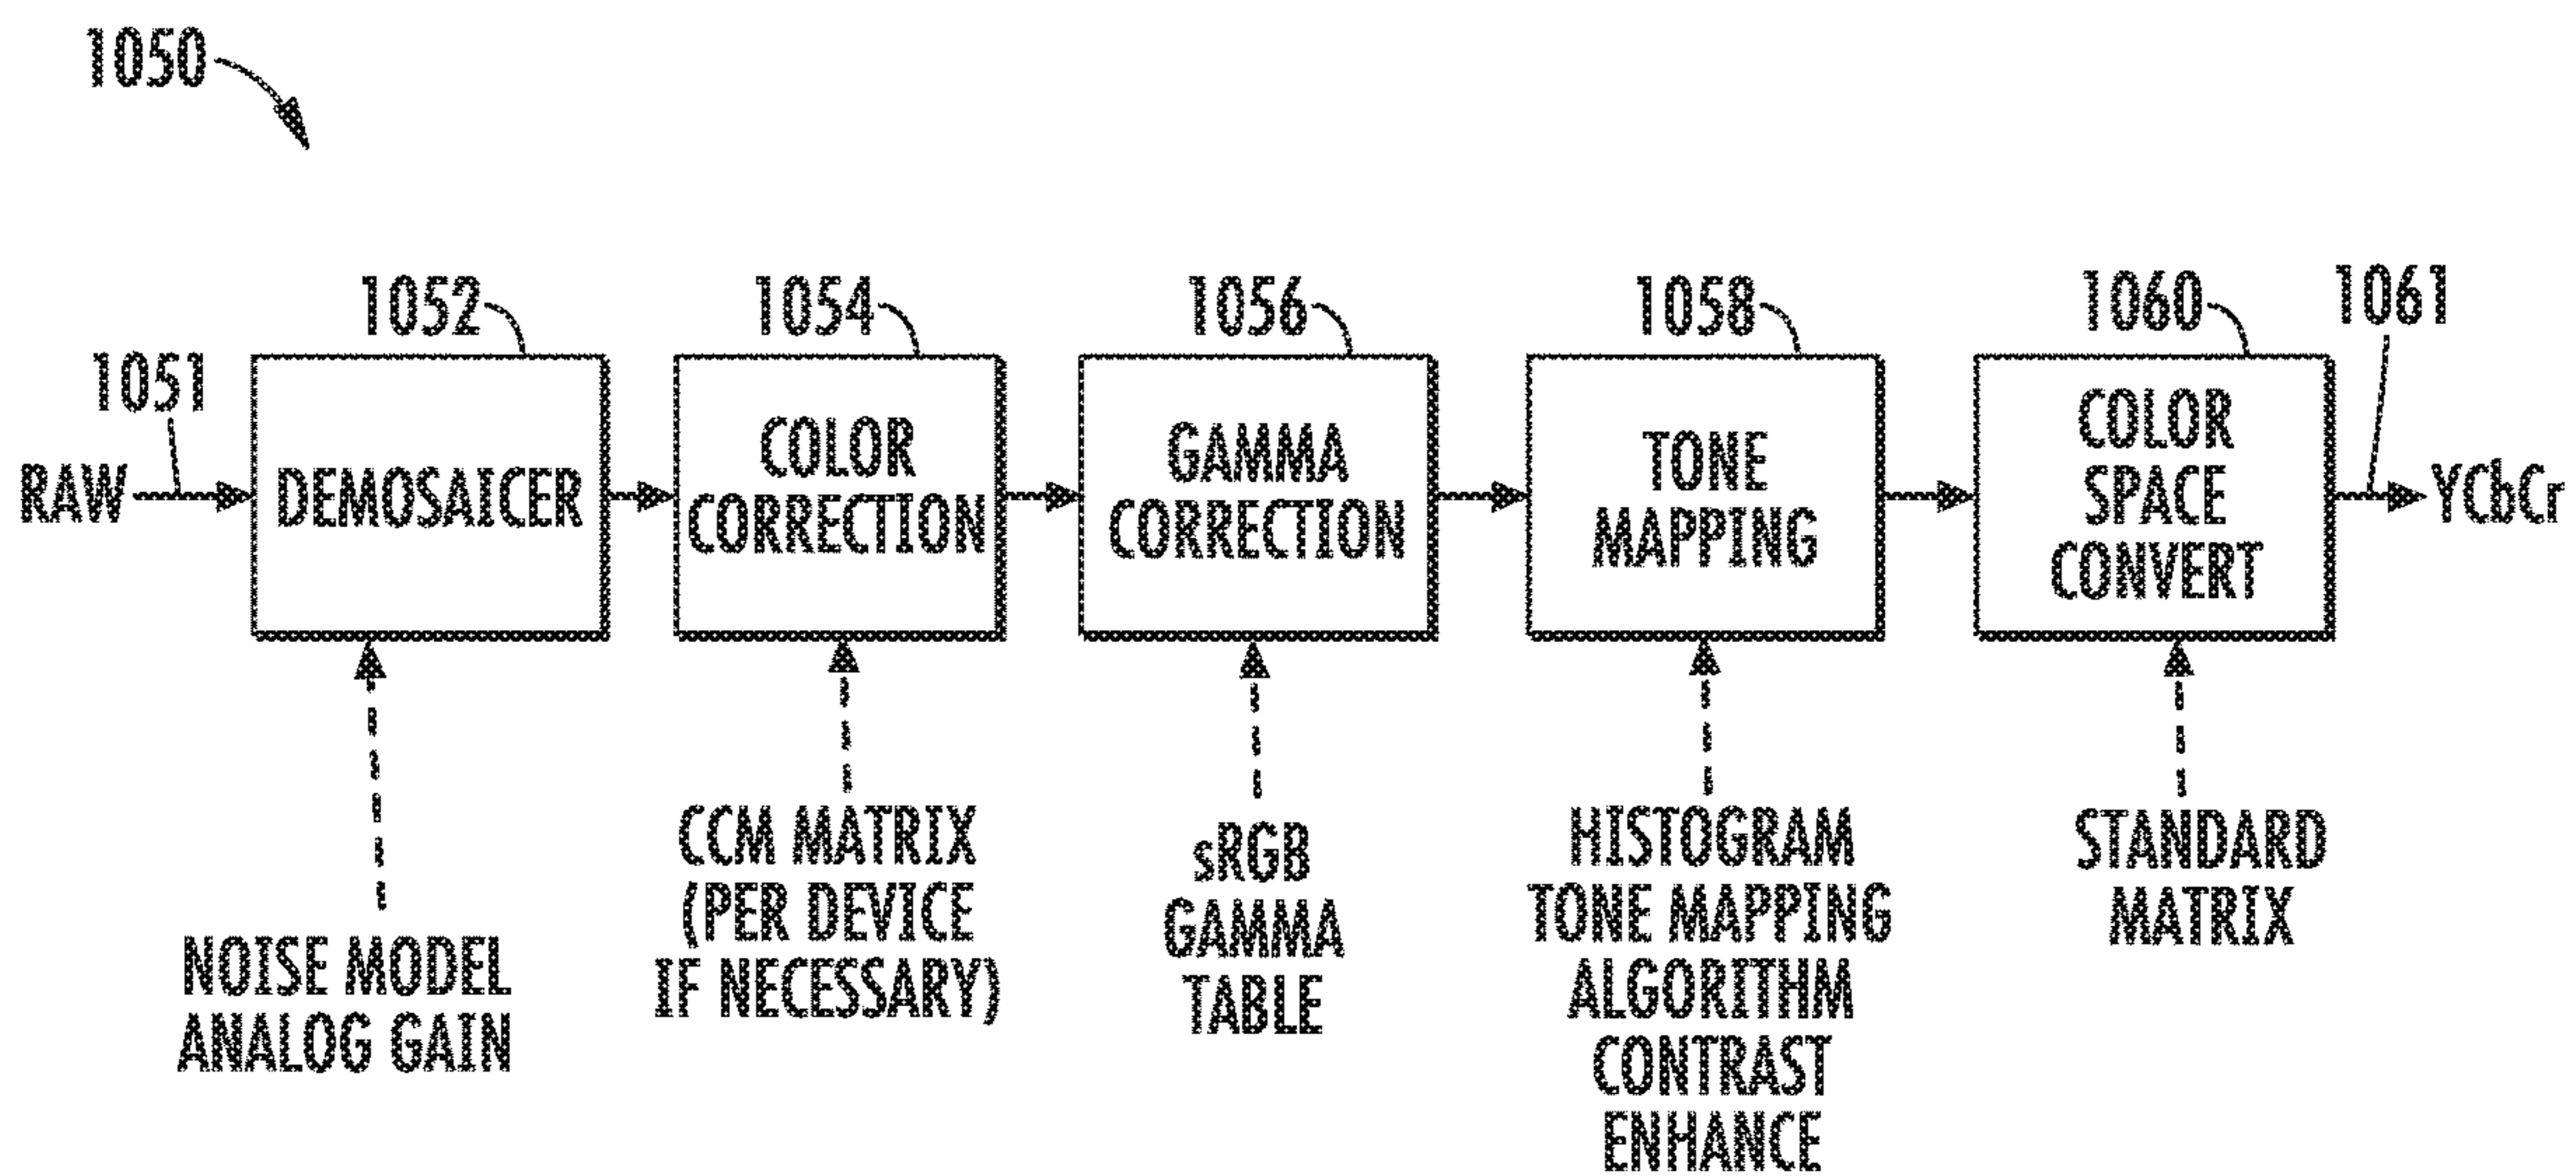 1050
1052
1054
1056
1058
1060
1061
1051
RAW
DEMOSAICER
COLOR
CORRECTION
GAMMA
CORRECTION
TONE
MAPPING
COLOR
SPACE
CONVERT
YCbCr
NOISE MODEL
ANALOG GAIN
CCM MATRIX
(PER DEVICE
IF NECESSARY)
sRGB
GAMMA
TABLE
HISTOGRAM
TONE MAPPING
ALGORITHM
CONTRAST
ENHANCE
STANDARD
MATRIX